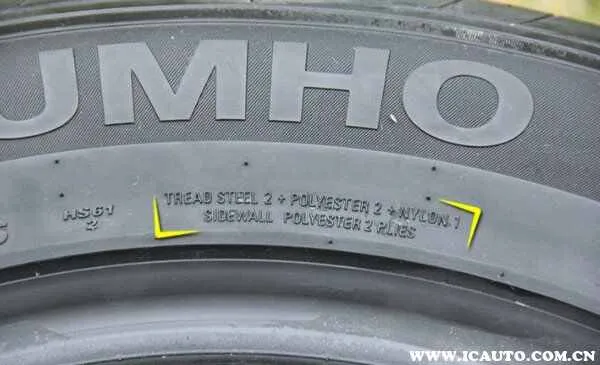 UMHO
TREAD STEEL 2 + POLYESTER 2 + NYLON 1
SIDEWALL POLYESTER 2 PLIES
HS61
2
WWW.ICAUTO.COM.CN